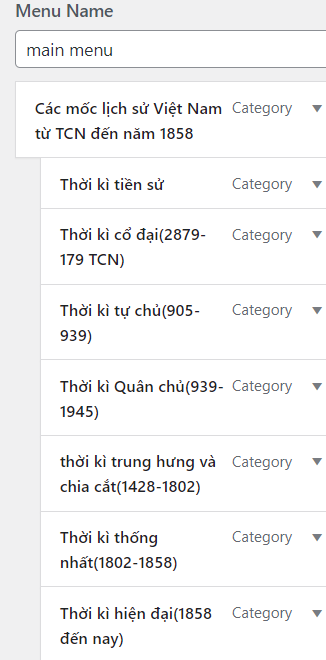 Menu Name
main menu
Các mốc lịch sử Việt Nam Category
từ TCN đến năm 1858
Thời kì tiền sử Category
Thời kì cổ đại(2879- Category
179 TCN)
Thời kì tự chủ(905- Category
939)
Thời kì Quân chủ(939- Category
1945)
thời kì trung hưng và Category
chia cắt(1428-1802)
Thời kì thống Category
nhất(1802-1858)
Thời kì hiện đại(1858 Category
đến nay)